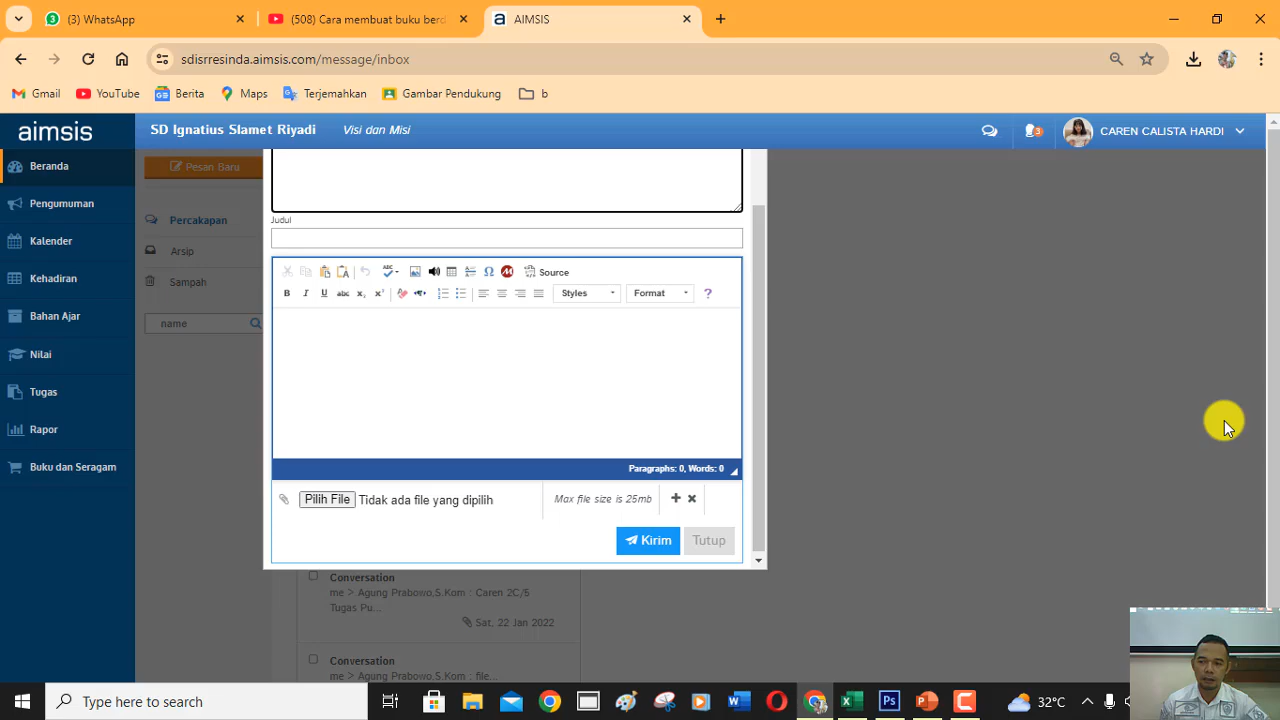 (3) WhatsApp
(508) Cara membuat buku berd
AIMSIS
sdisrresinda.aimsis.com/message/inbox
Gmail
YouTube
Berita
Maps
Terjemahkan
Gambar Pendukung
b
aimsis
SD Ignatius Slamet Riyadi
Visi dan Misi
3
CAREN CALISTA HARDI
Beranda
Pengumuman
Kalender
Kehadiran
Bahan Ajar
Nilai
Tugas
Rapor
Buku dan Seragam
Pesan Baru
Percakapan
Arsip
Sampah
name
Judul
Source
B I U abc x₂ x²
Styles
Format
?
Paragraphs: 0, Words: 0
Pilih File Tidak ada file yang dipilih
Max file size is 25mb
Kirim
Tutup
Conversation
me > Agung Prabowo,S.Kom : Caren 2C/5
Tugas Pu...
Sat, 22 Jan 2022
Conversation
me > Agung Prabowo,S.Kom : file...
Type here to search
32°C